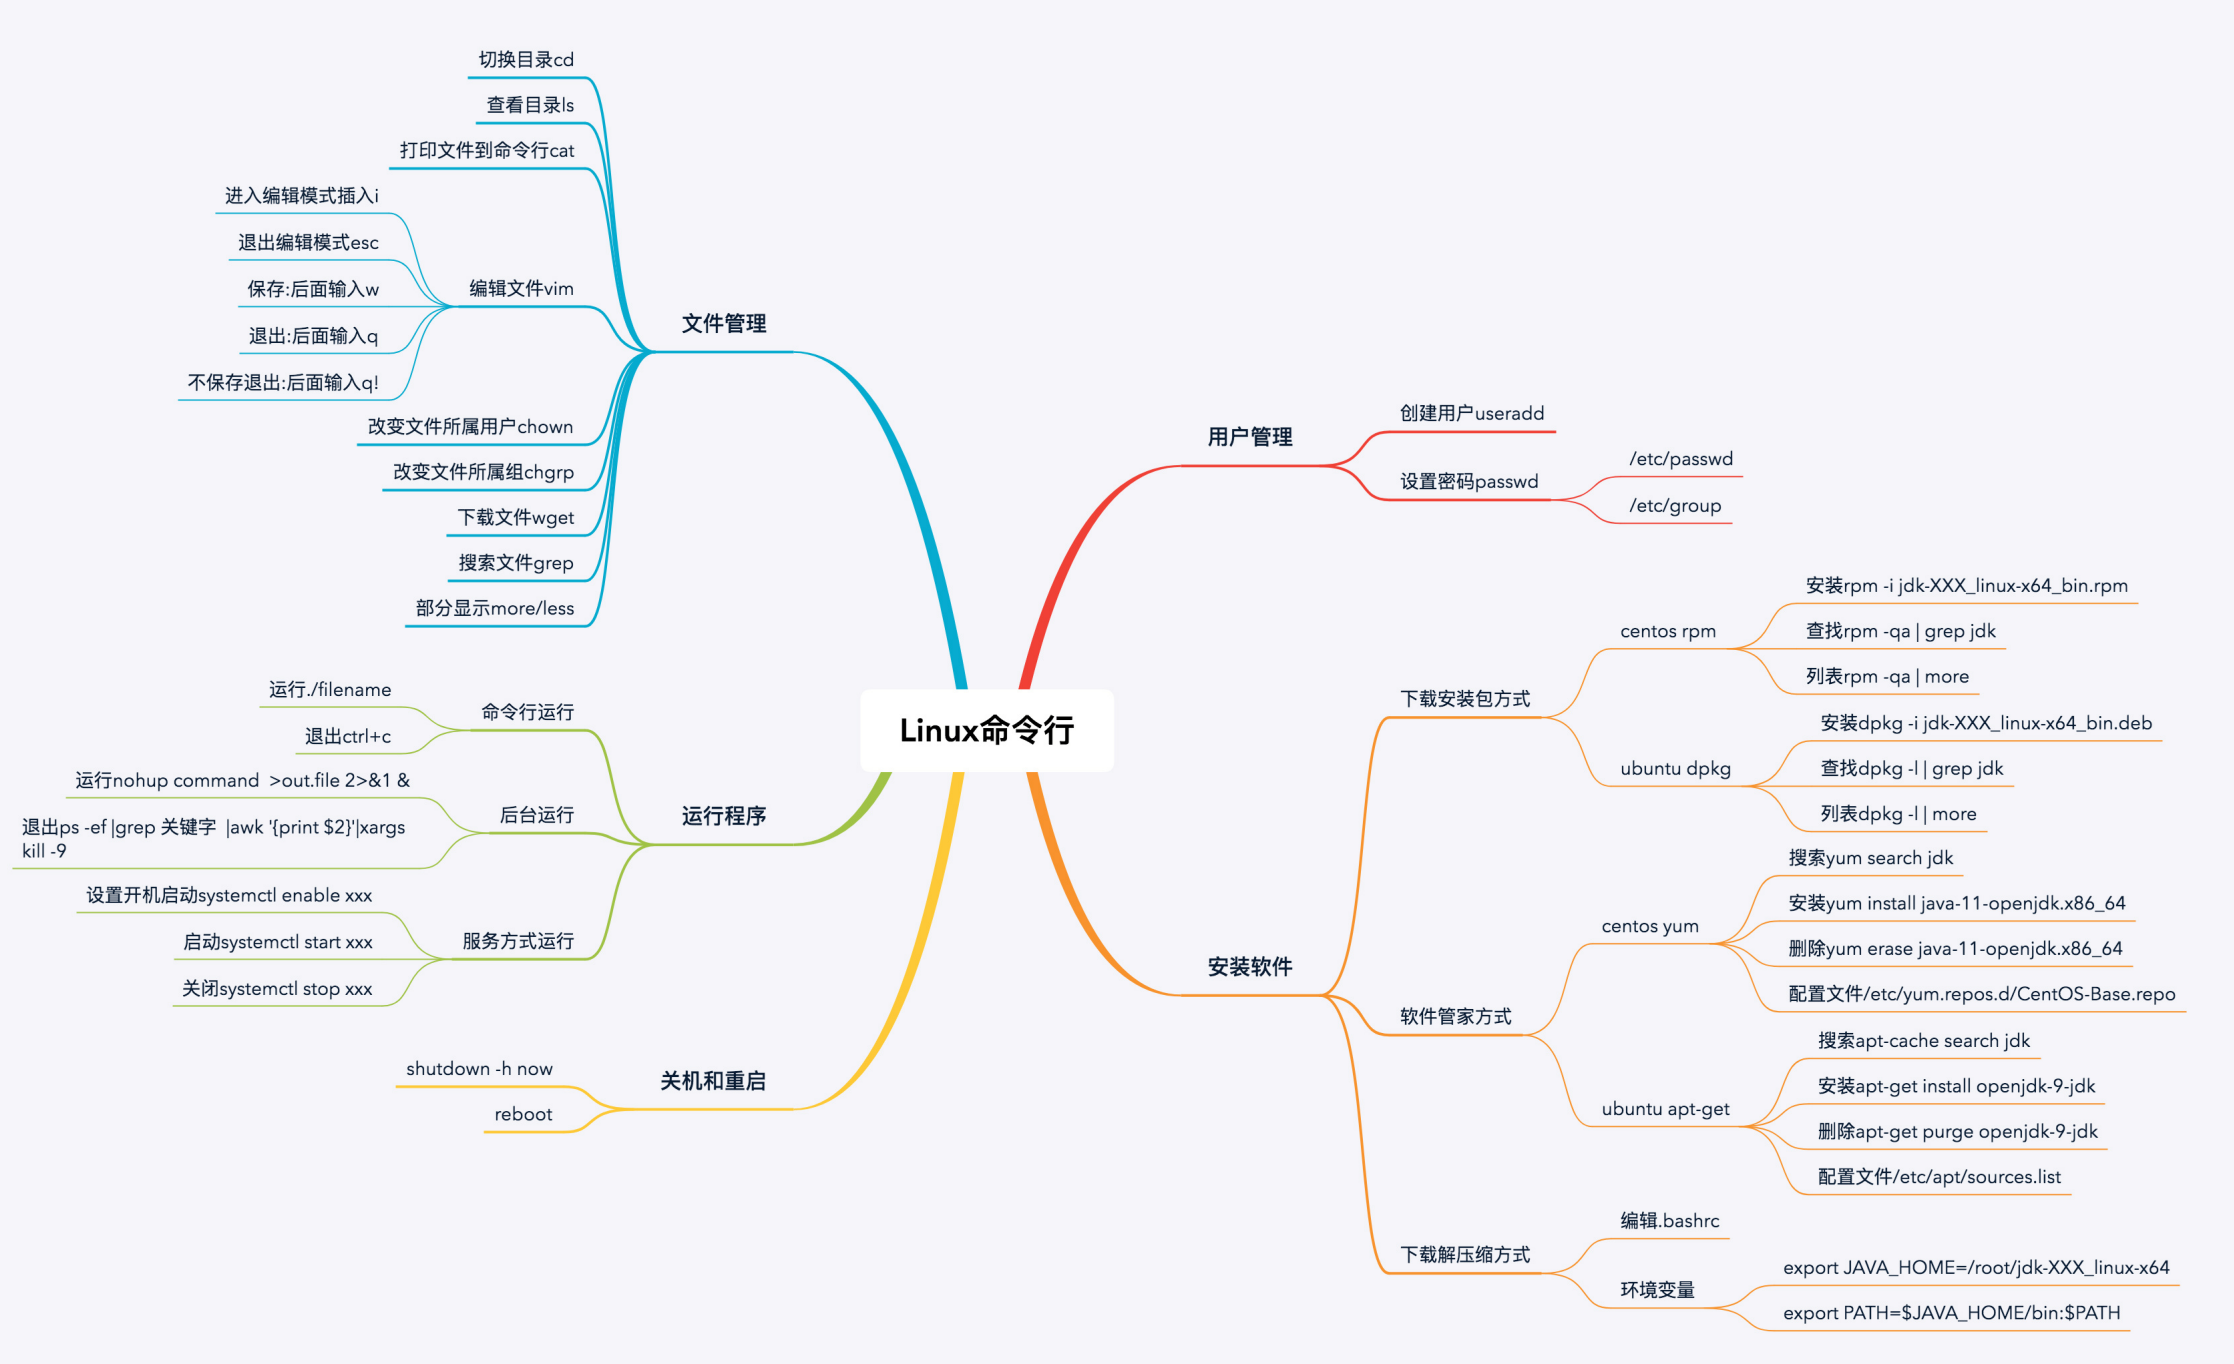 Linux命令行
用户管理
创建用户useradd
设置密码passwd
/etc/passwd
/etc/group
安装软件
下载安装包方式
centos rpm
安装rpm -i jdk-XXX_linux-x64_bin.rpm
查找rpm -qa | grep jdk
列表rpm -qa | more
ubuntu dpkg
安装dpkg -i jdk-XXX_linux-x64_bin.deb
查找dpkg -l | grep jdk
列表dpkg -l | more
软件管家方式
centos yum
搜索yum search jdk
安装yum install java-11-openjdk.x86_64
删除yum erase java-11-openjdk.x86_64
配置文件/etc/yum.repos.d/CentOS-Base.repo
ubuntu apt-get
搜索apt-cache search jdk
安装apt-get install openjdk-9-jdk
删除apt-get purge openjdk-9-jdk
配置文件/etc/apt/sources.list
下载解压缩方式
编辑.bashrc
环境变量
export JAVA_HOME=/root/jdk-XXX_linux-x64
export PATH=$JAVA_HOME/bin:$PATH
文件管理
切换目录cd
查看目录ls
打印文件到命令行cat
编辑文件vim
进入编辑模式插入i
退出编辑模式esc
保存:后面输入w
退出:后面输入q
不保存退出:后面输入q!
改变文件所属用户chown
改变文件所属组chgrp
下载文件wget
搜索文件grep
部分显示more/less
运行程序
命令行运行
运行./filename
退出ctrl+c
后台运行
运行nohup command  >out.file 2>&1 &
退出ps -ef |grep 关键字  |awk '{print $2}'|xargs
kill -9
服务方式运行
设置开机启动systemctl enable xxx
启动systemctl start xxx
关闭systemctl stop xxx
关机和重启
shutdown -h now
reboot